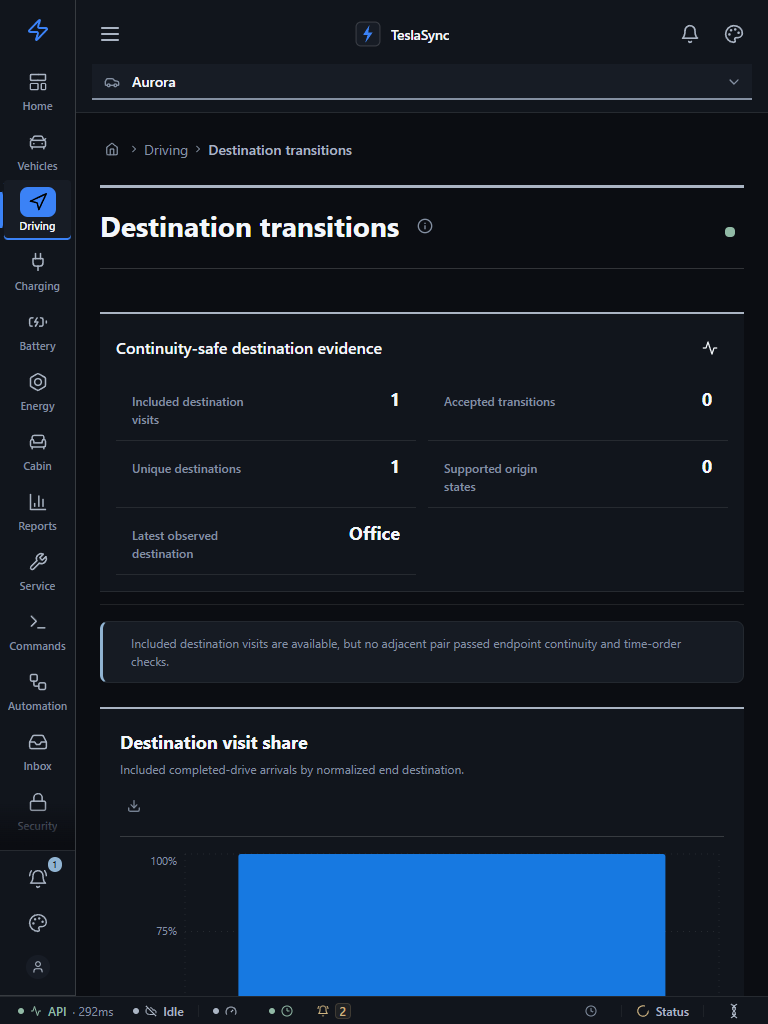 TeslaSync
Aurora
Home
Vehicles
Driving
Charging
Battery
Energy
Cabin
Reports
Service
Commands
Automation
Inbox
Security
1
Driving
Destination transitions
Destination transitions
Continuity-safe destination evidence
Included destination
visits
1
Accepted transitions
0
Unique destinations
1
Supported origin
states
0
Latest observed
destination
Office
Included destination visits are available, but no adjacent pair passed endpoint continuity and time-order
checks.
Destination visit share
Included completed-drive arrivals by normalized end destination.
100%
75%
API · 292ms
Idle
2
Status